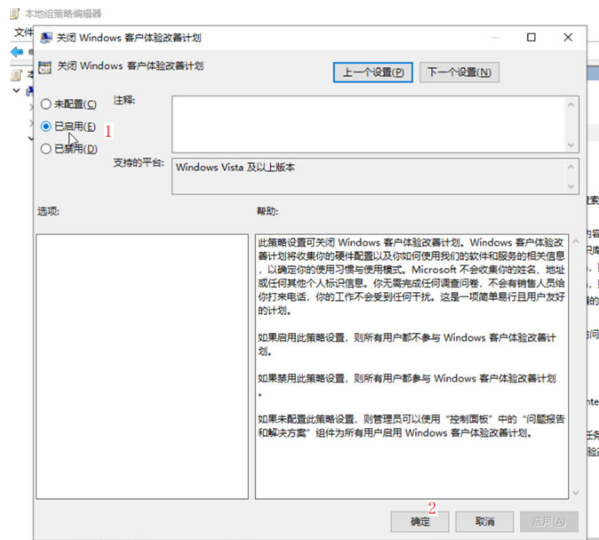 本地组策略编辑器
文件
关闭 Windows 客户体验改善计划
关闭 Windows 客户体验改善计划
上一个设置(P)
下一个设置(N)
未配置(C)
注释:
已启用(E)
1
已禁用(D)
支持的平台:
Windows Vista 及以上版本
选项:
帮助:
此策略设置可关闭 Windows 客户体验改善计划。Windows 客户体验改
善计划将收集你的硬件配置以及你如何使用我们的软件和服务的相关信息
，以确定你的使用习惯与使用模式。Microsoft 不会收集你的姓名、地址
或任何其他个人标识信息。你无需完成任何调查问卷，不会有销售人员给
你打来电话，你的工作不会受到任何干扰。这是一项简单易行且用户友好
的计划。
如果启用此策略设置，则所有用户都不参与 Windows 客户体验改善计
划。
如果禁用此策略设置，则所有用户都参与 Windows 客户体验改善计划
。
如果未配置此策略设置，则管理员可以使用“控制面板”中的“问题报告
和解决方案”组件为所有用户启用 Windows 客户体验改善计划。
2
确定
取消
应用(A)